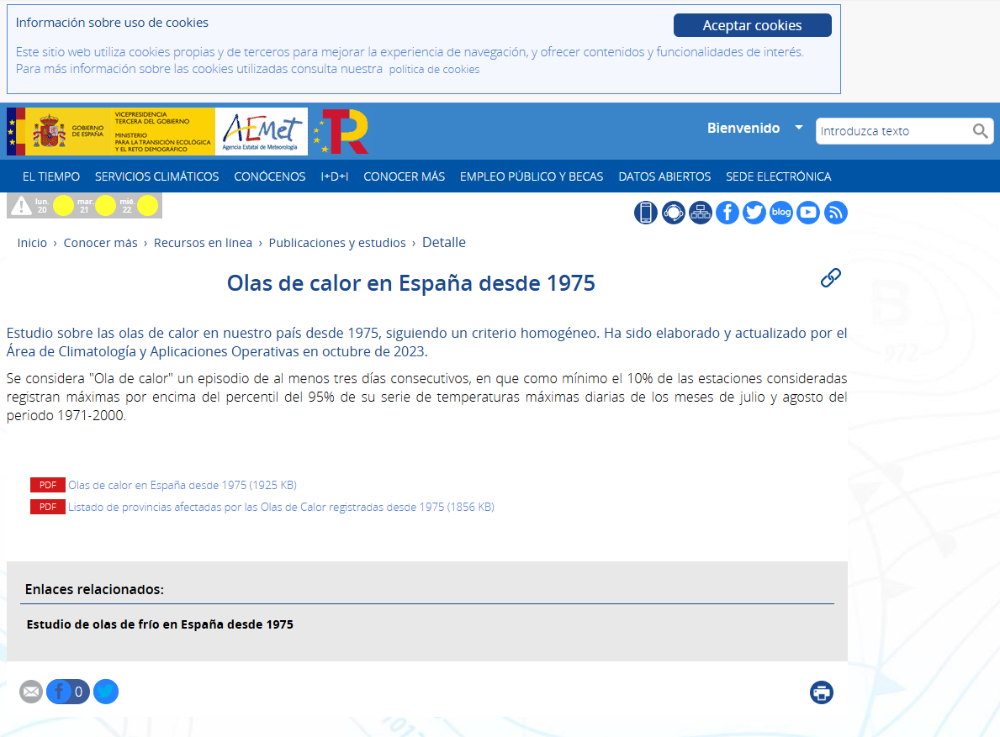 Información sobre uso de cookies
Aceptar cookies
Este sitio web utiliza cookies propias y de terceros para mejorar la experiencia de navegación, y ofrecer contenidos y funcionalidades de interés.
Para más información sobre las cookies utilizadas consulta nuestra política de cookies
GOBIERNO DE ESPAÑA
VICEPRESIDENCIA
TERCERA DEL GOBIERNO
MINISTERIO
PARA LA TRANSICIÓN ECOLÓGICA
Y EL RETO DEMOGRÁFICO
AEMet
Agencia Estatal de Meteorología
R
Bienvenido
Introduzca texto
EL TIEMPO SERVICIOS CLIMÁTICOS CONÓCENOS I+D+I CONOCER MÁS EMPLEO PÚBLICO Y BECAS DATOS ABIERTOS SEDE ELECTRÓNICA
lun. 20 mar. 21 mié. 22
blog
Inicio › Conocer más › Recursos en línea › Publicaciones y estudios › Detalle
Olas de calor en España desde 1975
Estudio sobre las olas de calor en nuestro país desde 1975, siguiendo un criterio homogéneo. Ha sido elaborado y actualizado por el
Área de Climatología y Aplicaciones Operativas en octubre de 2023.
Se considera "Ola de calor" un episodio de al menos tres días consecutivos, en que como mínimo el 10% de las estaciones consideradas
registran máximas por encima del percentil del 95% de su serie de temperaturas máximas diarias de los meses de julio y agosto del
periodo 1971-2000.
PDF Olas de calor en España desde 1975 (1925 KB)
PDF Listado de provincias afectadas por las Olas de Calor registradas desde 1975 (1856 KB)
Enlaces relacionados:
Estudio de olas de frío en España desde 1975
0
B
972